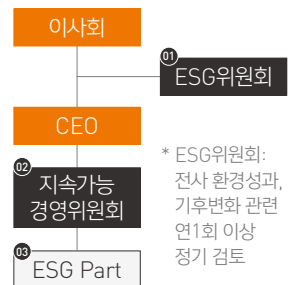 이사회
01
ESG위원회
CEO
02
지속가능
경영위원회
* ESG위원회:
전사 환경성과,
기후변화 관련
연1회 이상
정기 검토
03
ESG Part